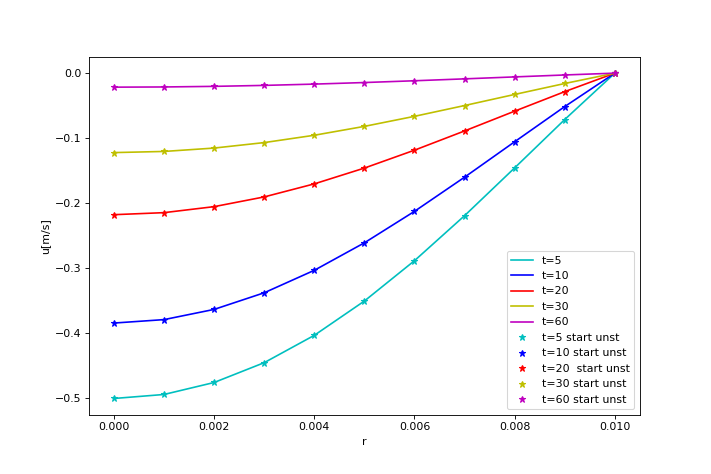 0.0
−0.1
−0.2
−0.3
−0.4
−0.5
u[m/s]
0.000
0.002
0.004
0.006
0.008
0.010
r
t=5
t=10
t=20
t=30
t=60
t=5 start unst
t=10 start unst
t=20  start unst
t=30 start unst
t=60 start unst